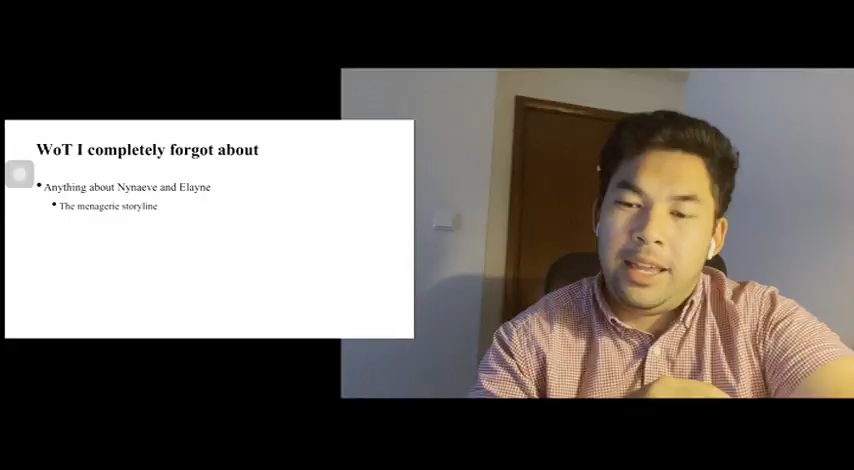 WoT I completely forgot about
Anything about Nynaeve and Elayne
The menagerie storyline